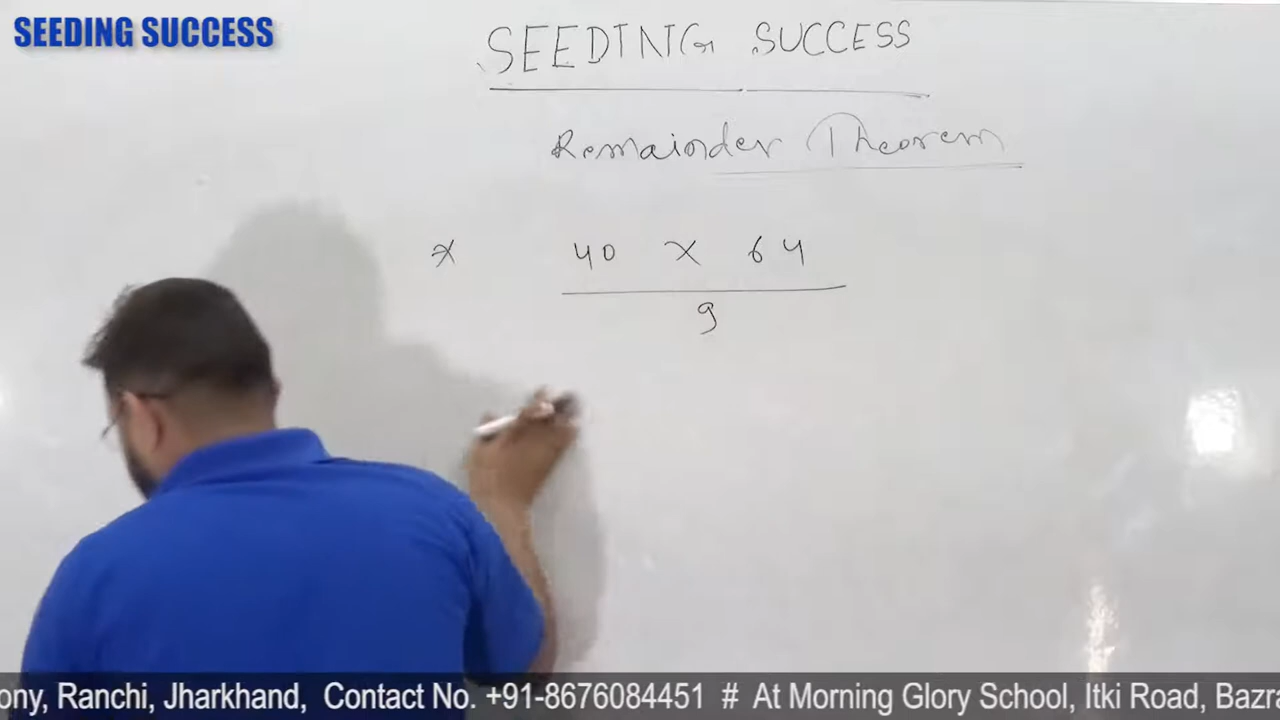 SEEDING SUCCESS
SEEDING SUCCESS
Remainder Theorem
* 40 × 64
9
ony, Ranchi, Jharkhand, Contact No. +91-8676084451 # At Morning Glory School, Itki Road, Bazra